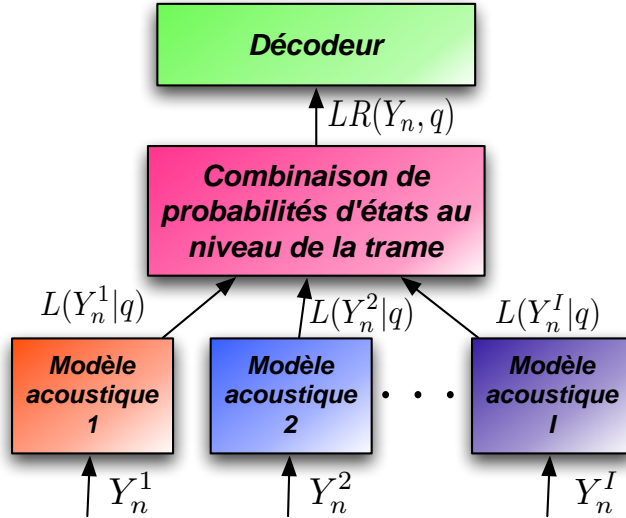 Décodeur
LR(Y_n, q)
Combinaison de
probabilités d'états au
niveau de la trame
L(Y_n^1|q)
L(Y_n^2|q)
L(Y_n^I|q)
Modèle
acoustique
1
Modèle
acoustique
2
. . .
Modèle
acoustique
I
Y_n^1
Y_n^2
Y_n^I